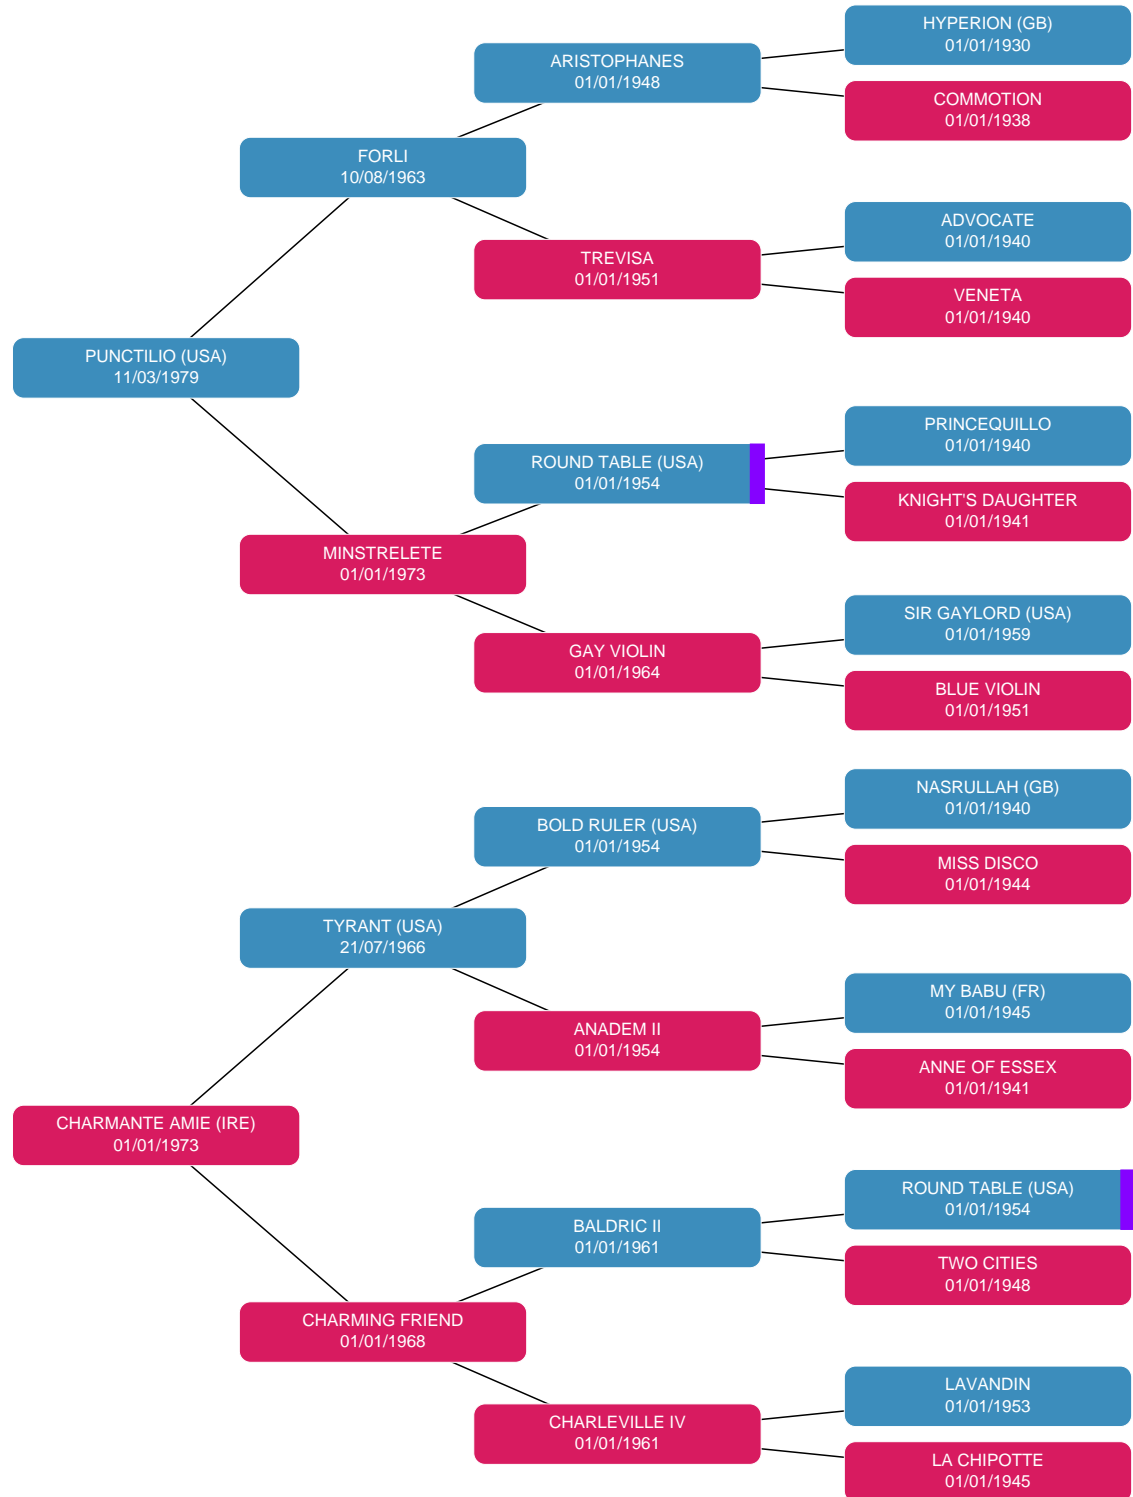 HYPERION (GB)
01/01/1930
ARISTOPHANES
01/01/1948
COMMOTION
01/01/1938
FORLI
10/08/1963
ADVOCATE
01/01/1940
TREVISA
01/01/1951
VENETA
01/01/1940
PUNCTILIO (USA)
11/03/1979
PRINCEQUILLO
01/01/1940
ROUND TABLE (USA)
01/01/1954
KNIGHT'S DAUGHTER
01/01/1941
MINSTRELETE
01/01/1973
SIR GAYLORD (USA)
01/01/1959
GAY VIOLIN
01/01/1964
BLUE VIOLIN
01/01/1951
NASRULLAH (GB)
01/01/1940
BOLD RULER (USA)
01/01/1954
MISS DISCO
01/01/1944
TYRANT (USA)
21/07/1966
MY BABU (FR)
01/01/1945
ANADEM II
01/01/1954
ANNE OF ESSEX
01/01/1941
CHARMANTE AMIE (IRE)
01/01/1973
ROUND TABLE (USA)
01/01/1954
BALDRIC II
01/01/1961
TWO CITIES
01/01/1948
CHARMING FRIEND
01/01/1968
LAVANDIN
01/01/1953
CHARLEVILLE IV
01/01/1961
LA CHIPOTTE
01/01/1945